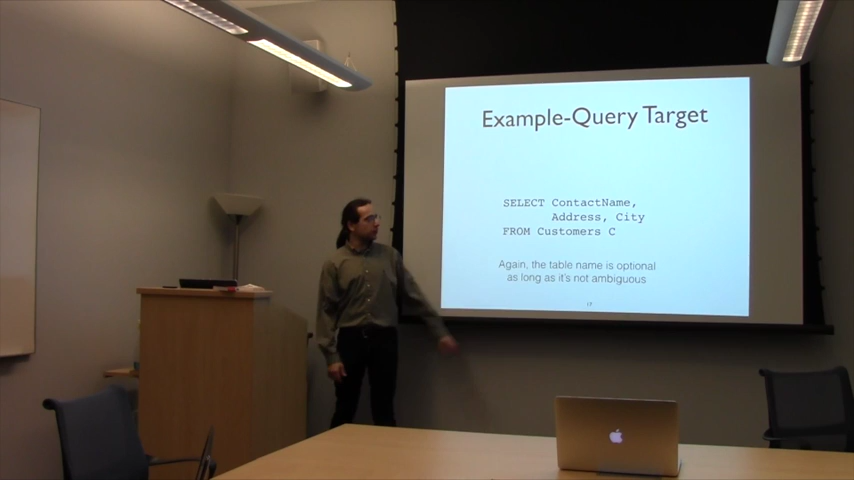 Example-Query Target
SELECT ContactName,
Address, City
FROM Customers C
Again, the table name is optional
as long as it's not ambiguous